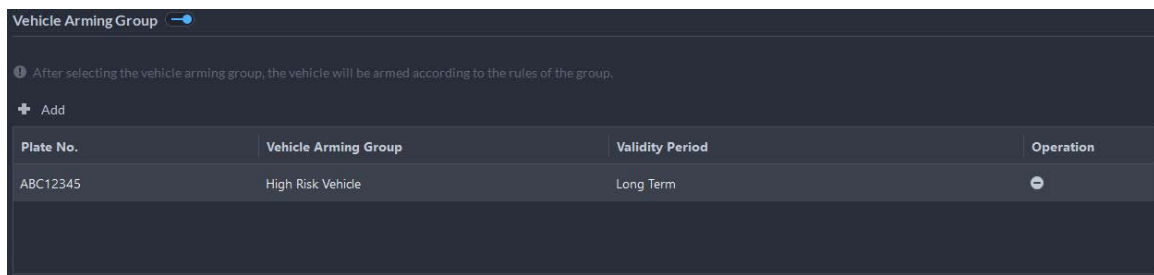 Vehicle Arming Group
After selecting the vehicle arming group, the vehicle will be armed according to the rules of the group.
Add
Plate No. Vehicle Arming Group Validity Period Operation
ABC12345 High Risk Vehicle Long Term